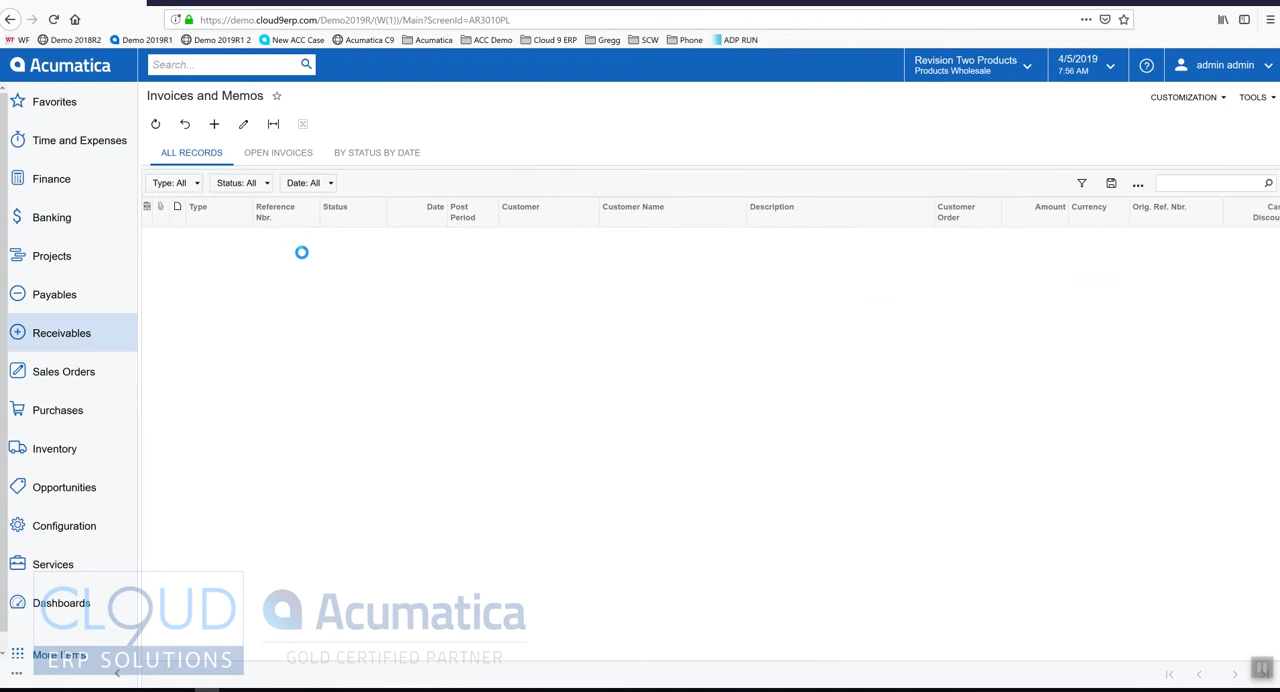 https://demo.cloud9erp.com/Demo2019R/(W(1))/Main?ScreenId=AR3010PL
WF Demo 2018R2 Demo 2019R1 Demo 2019R1 2 New ACC Case Acumatica C9 Acumatica ACC Demo Cloud 9 ERP Gregg SCW Phone ADP RUN
Acumatica
Search...
Revision Two Products
Products Wholesale
4/5/2019
7:56 AM
admin admin
Invoices and Memos
CUSTOMIZATION
TOOLS
ALL RECORDS OPEN INVOICES BY STATUS BY DATE
Type: All Status: All Date: All
Type Reference Nbr. Status Date Post Period Customer Customer Name Description Customer Order Amount Currency Orig. Ref. Nbr. Cas Discou
Favorites
Time and Expenses
Finance
Banking
Projects
Payables
Receivables
Sales Orders
Purchases
Inventory
Opportunities
Configuration
Services
Dashboards
More Items
CLOUD 9
ERP SOLUTIONS
Acumatica
GOLD CERTIFIED PARTNER